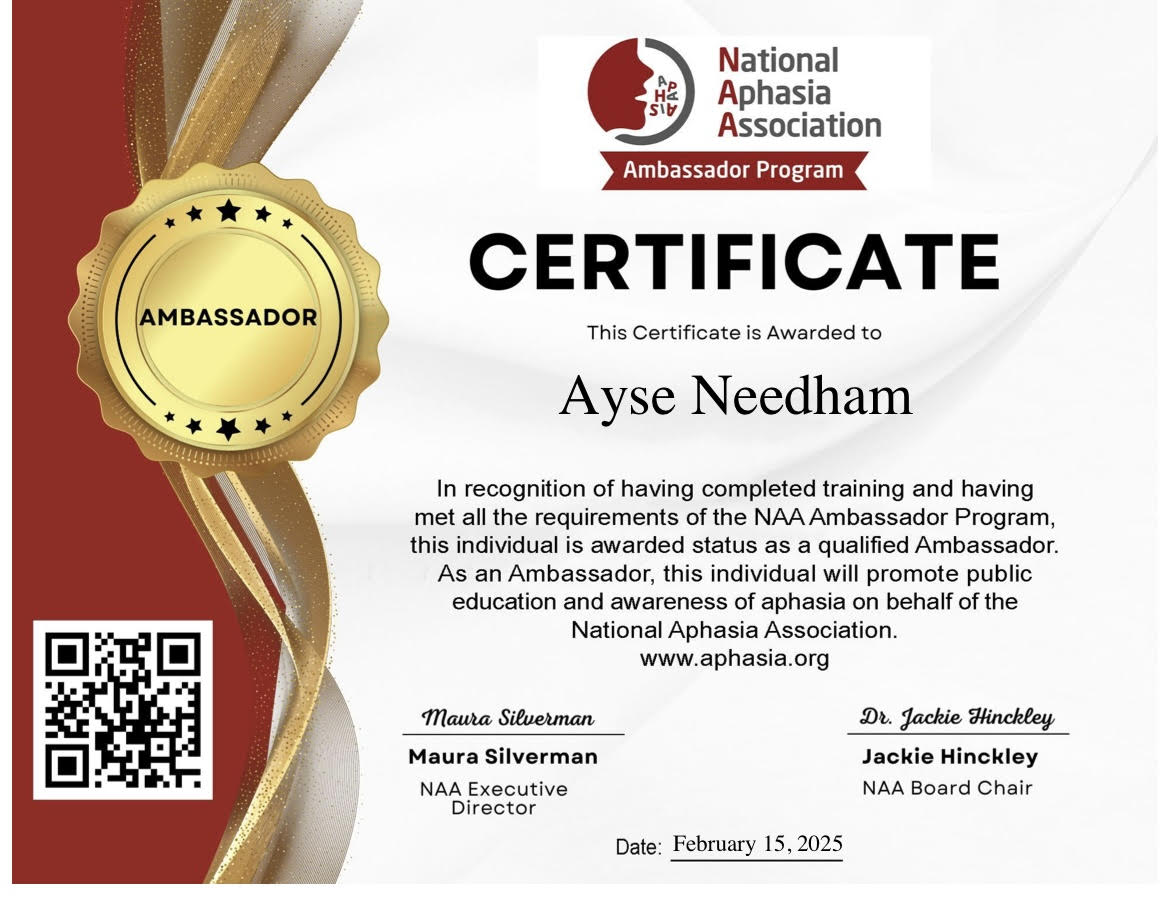 National
Aphasia
Association
APHASIA
Ambassador Program
AMBASSADOR
CERTIFICATE
This Certificate is Awarded to
Ayse Needham
In recognition of having completed training and having
met all the requirements of the NAA Ambassador Program,
this individual is awarded status as a qualified Ambassador.
As an Ambassador, this individual will promote public
education and awareness of aphasia on behalf of the
National Aphasia Association.
www.aphasia.org
Maura Silverman
Maura Silverman
NAA Executive
Director
Dr. Jackie Hinckley
Jackie Hinckley
NAA Board Chair
Date: February 15, 2025